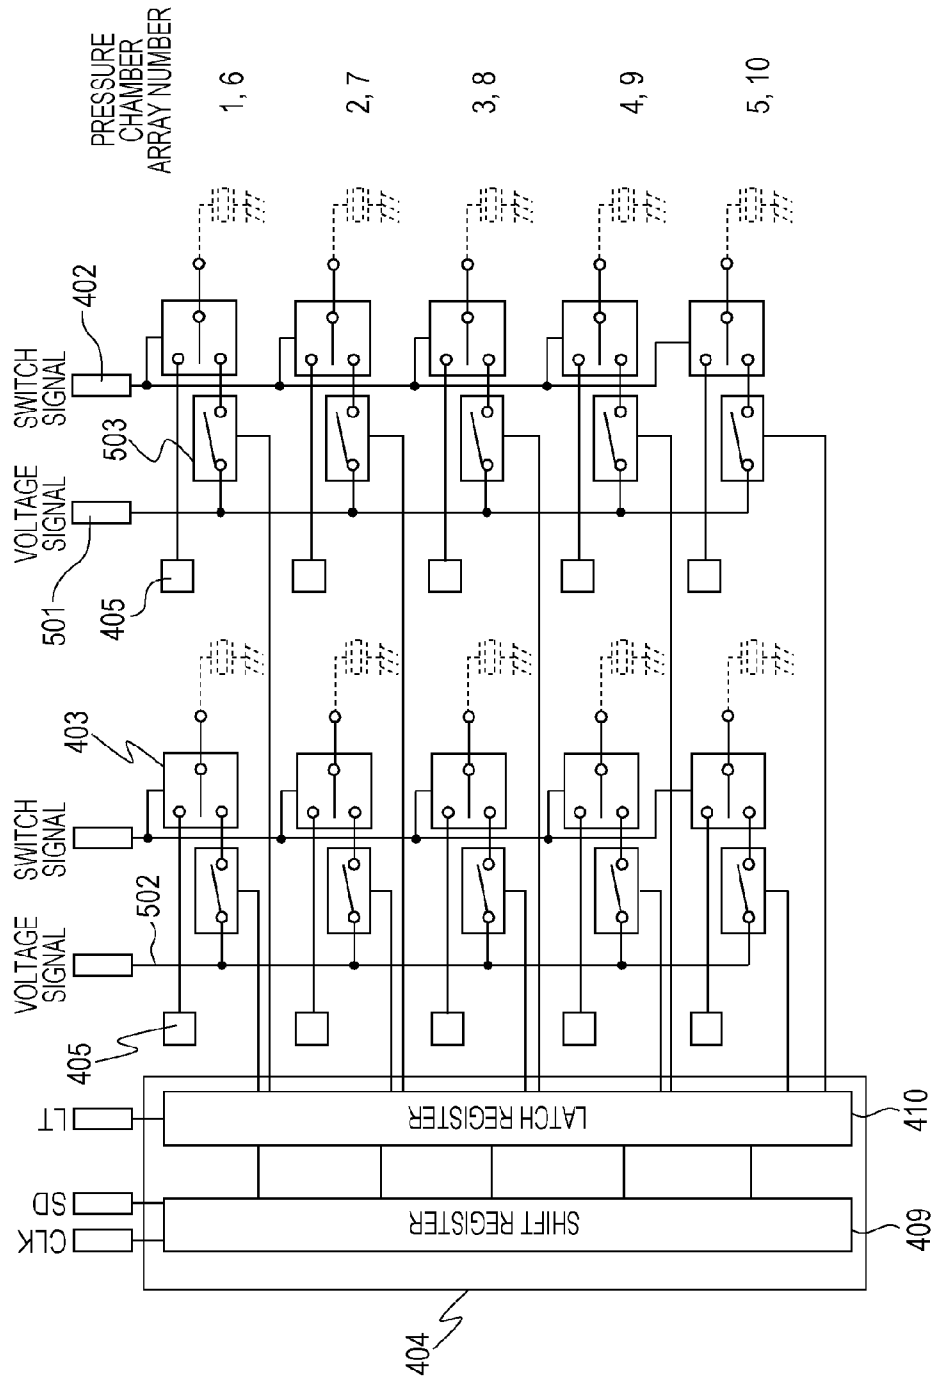 PRESSURE
CHAMBER
ARRAY NUMBER
1, 6
2, 7
3, 8
4, 9
5, 10
402
SWITCH
SIGNAL
503
VOLTAGE
SIGNAL
501
405
403
SWITCH
SIGNAL
502
VOLTAGE
SIGNAL
405
LT
LATCH REGISTER
410
SD
CLK
SHIFT REGISTER
409
404